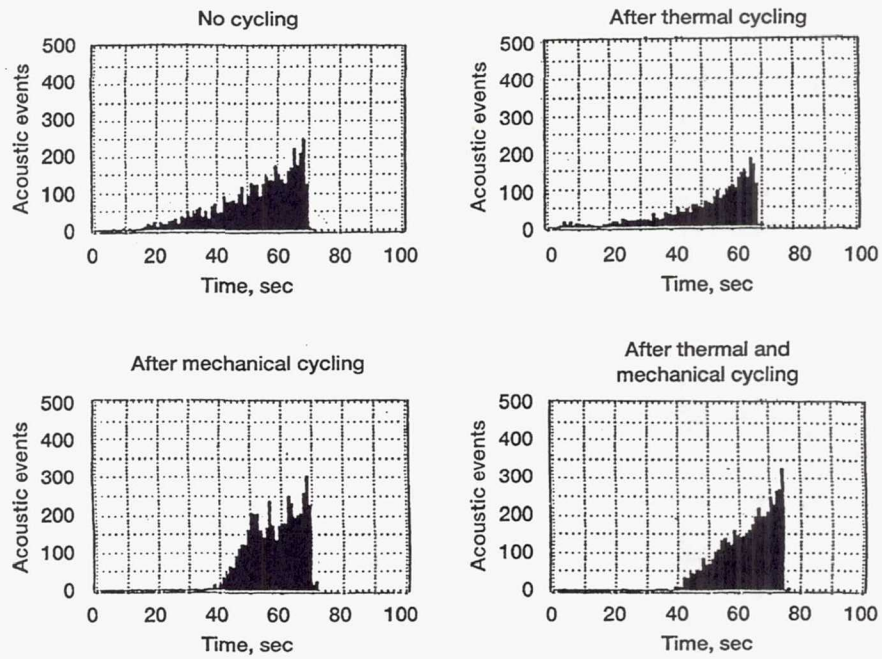 No cycling
500
400
300
200
100
0
Acoustic events
0 20 40 60 80 100
Time, sec
After thermal cycling
500
400
300
200
100
0
Acoustic events
0 20 40 60 80 100
Time, sec
After mechanical cycling
500
400
300
200
100
0
Acoustic events
0 20 40 60 80 100
Time, sec
After thermal and
mechanical cycling
500
400
300
200
100
0
Acoustic events
0 20 40 60 80 100
Time, sec